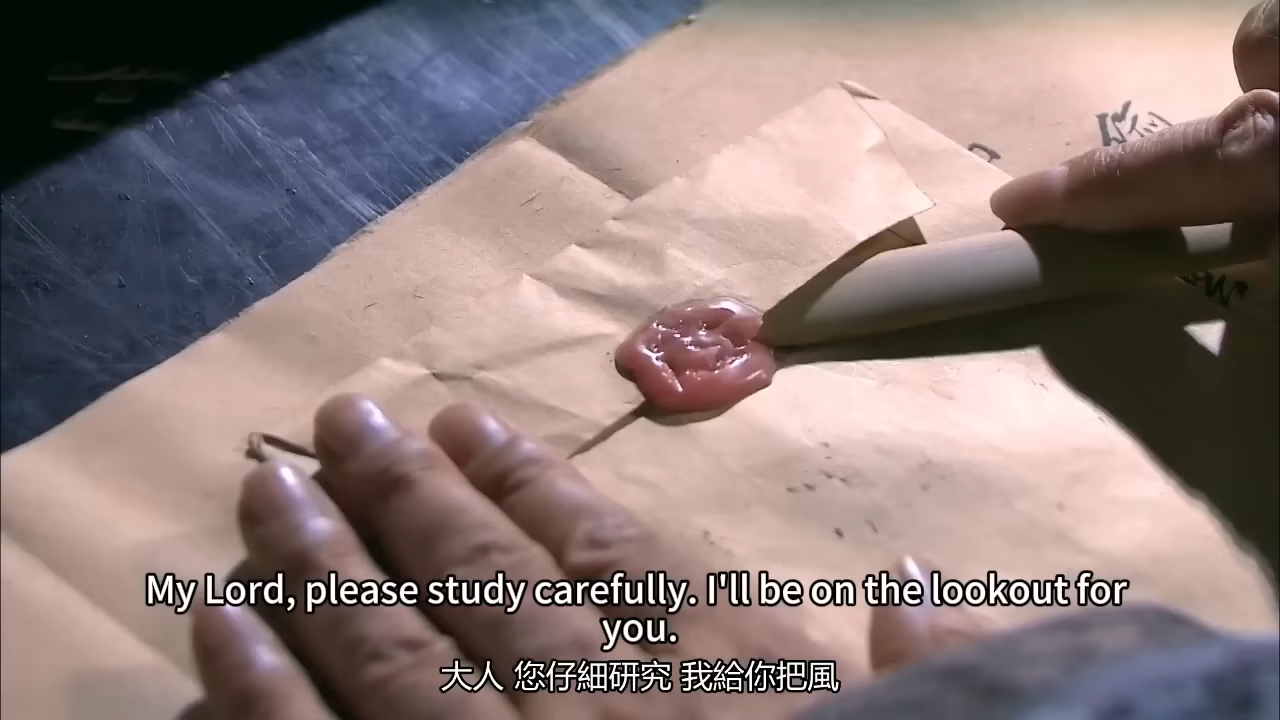 My Lord, please study carefully. I'll be on the lookout for
you.
大人 您仔細研究 我給你把風